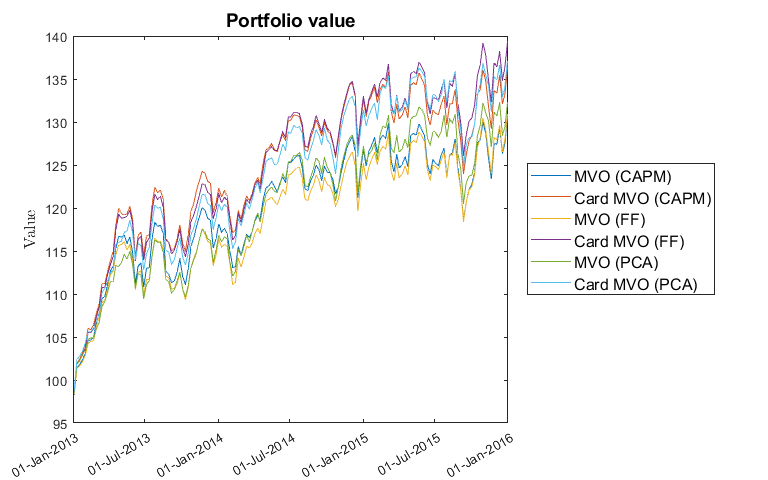 Portfolio value
Value
140
135
130
125
120
115
110
105
100
95
01-Jan-2013
01-Jul-2013
01-Jan-2014
01-Jul-2014
01-Jan-2015
01-Jul-2015
01-Jan-2016
MVO (CAPM)
Card MVO (CAPM)
MVO (FF)
Card MVO (FF)
MVO (PCA)
Card MVO (PCA)